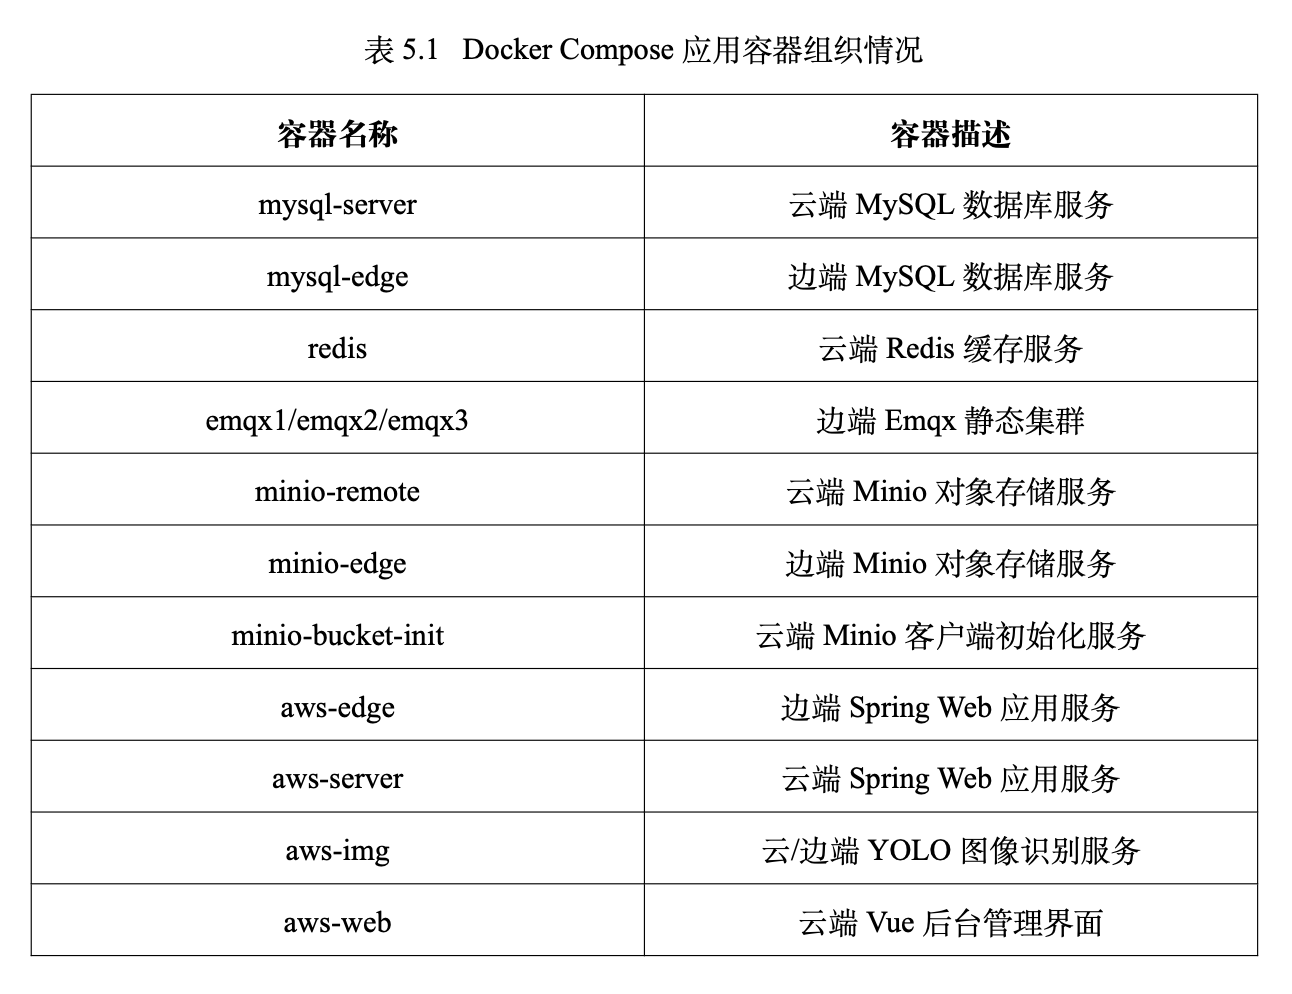 表 5.1 Docker Compose 应用容器组织情况
容器名称 容器描述
mysql-server 云端 MySQL 数据库服务
mysql-edge 边端 MySQL 数据库服务
redis 云端 Redis 缓存服务
emqx1/emqx2/emqx3 边端 Emqx 静态集群
minio-remote 云端 Minio 对象存储服务
minio-edge 边端 Minio 对象存储服务
minio-bucket-init 云端 Minio 客户端初始化服务
aws-edge 边端 Spring Web 应用服务
aws-server 云端 Spring Web 应用服务
aws-img 云/边端 YOLO 图像识别服务
aws-web 云端 Vue 后台管理界面